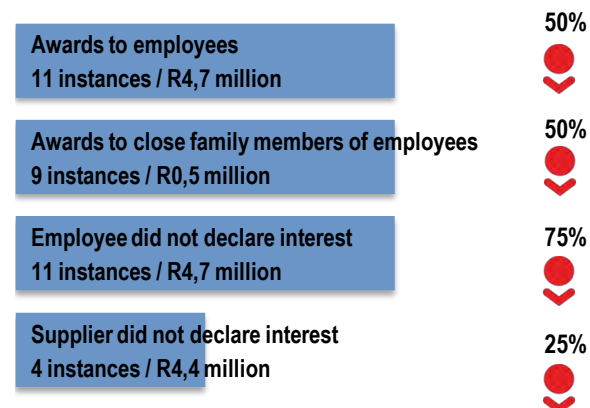 50%
Awards to employees
11 instances / R4,7 million
50%
Awards to close family members of employees
9 instances / R0,5 million
Employee did not declare interest
75%
11 instances / R4,7 million
Supplier did not declare interest
25%
4 instances / R4,4 million